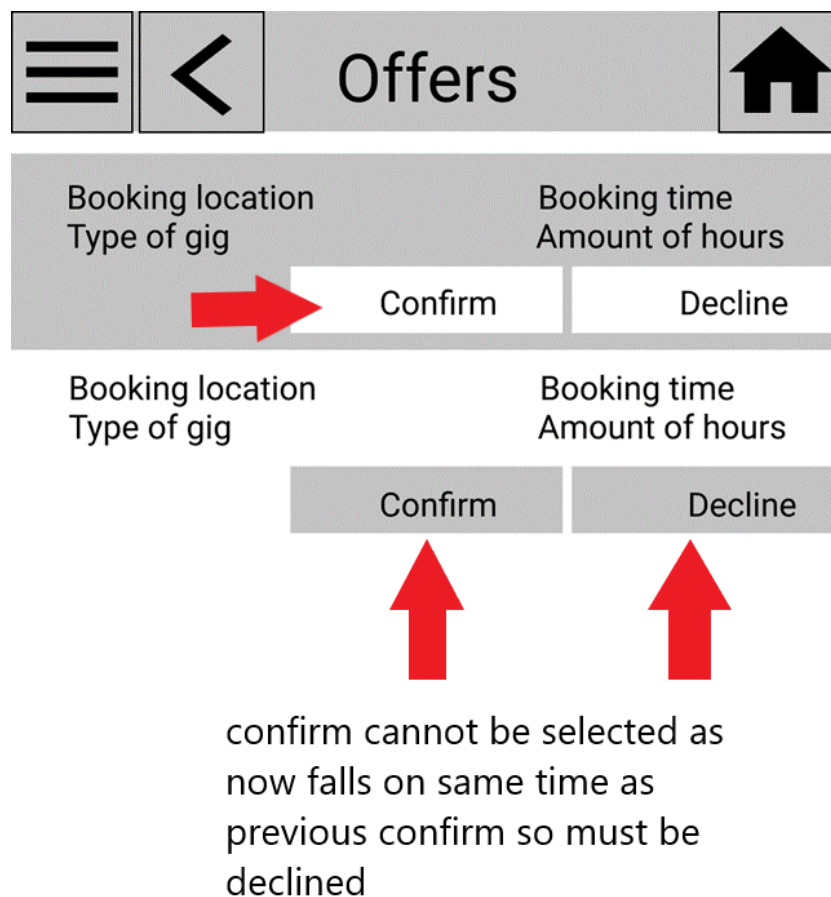 Offers
Booking location Booking time
Type of gig Amount of hours
Confirm Decline
Booking location Booking time
Type of gig Amount of hours
Confirm Decline
confirm cannot be selected as
now falls on same time as
previous confirm so must be
declined